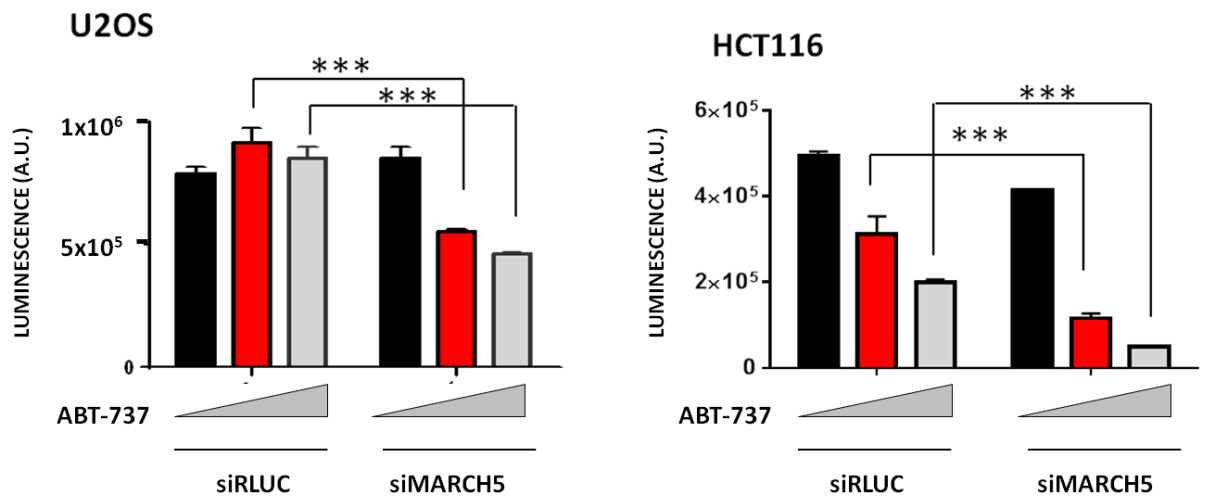 U2OS
***
***
LUMINESCENCE (A.U.)
1x10⁶
5x10⁵
0
ABT-737
siRLUC siMARCH5
HCT116
***
***
LUMINESCENCE (A.U.)
6×10⁵
4×10⁵
2×10⁵
0
ABT-737
siRLUC siMARCH5